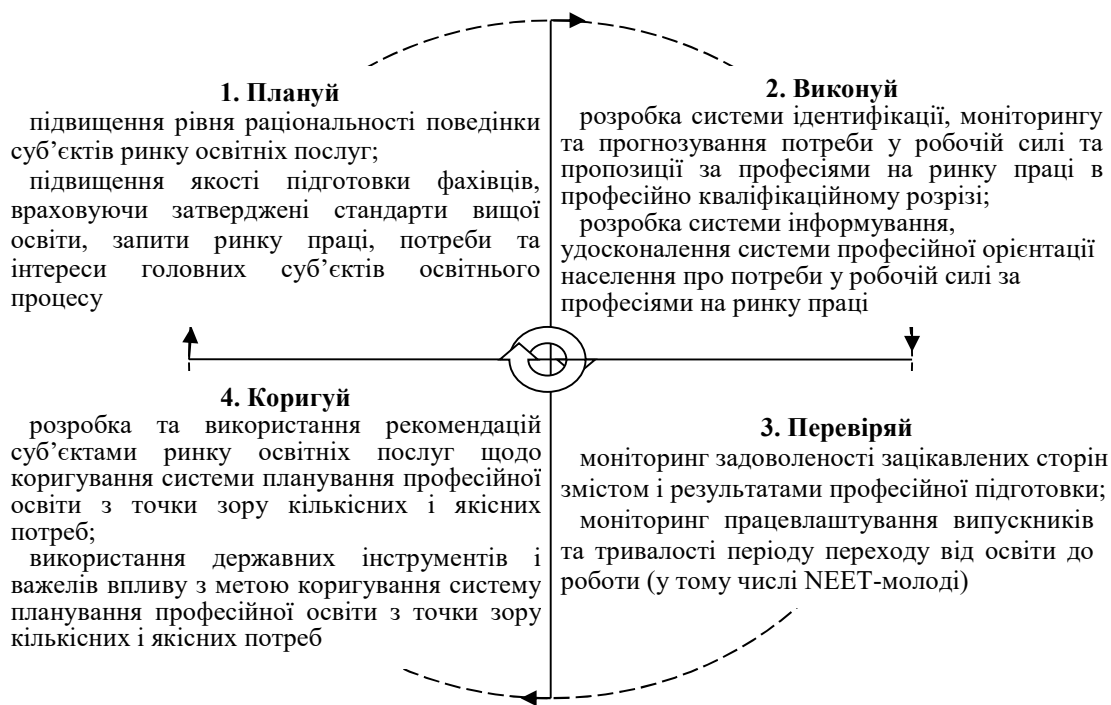 1. Плануй
підвищення рівня раціональності поведінки
суб’єктів ринку освітніх послуг;
підвищення якості підготовки фахівців,
враховуючи затверджені стандарти вищої
освіти, запити ринку праці, потреби та
інтереси головних суб’єктів освітнього
процесу
2. Виконуй
розробка системи ідентифікації, моніторингу
та прогнозування потреби у робочій силі та
пропозиції за професіями на ринку праці в
професійно кваліфікаційному розрізі;
розробка системи інформування,
удосконалення системи професійної орієнтації
населення про потреби у робочій силі за
професіями на ринку праці
4. Коригуй
розробка та використання рекомендацій
суб’єктами ринку освітніх послуг щодо
коригування системи планування професійної
освіти з точки зору кількісних і якісних
потреб;
використання державних інструментів і
важелів впливу з метою коригування систему
планування професійної освіти з точки зору
кількісних і якісних потреб
3. Перевіряй
моніторинг задоволеності зацікавлених сторін
змістом і результатами професійної підготовки;
моніторинг працевлаштування випускників
та тривалості періоду переходу від освіти до
роботи (у тому числі NEET-молоді)